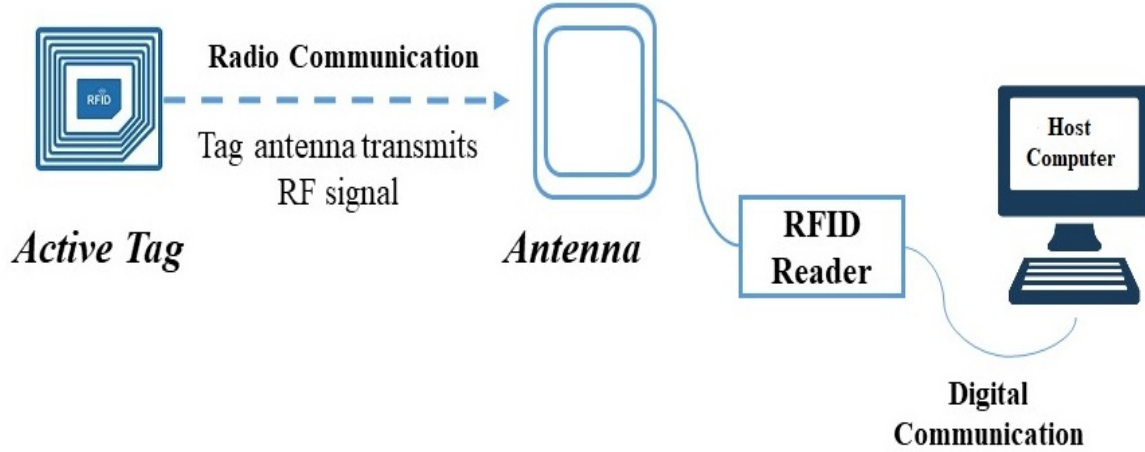 RFID
Radio Communication
Tag antenna transmits
RF signal
Active Tag
Antenna
RFID
Reader
Host
Computer
Digital
Communication